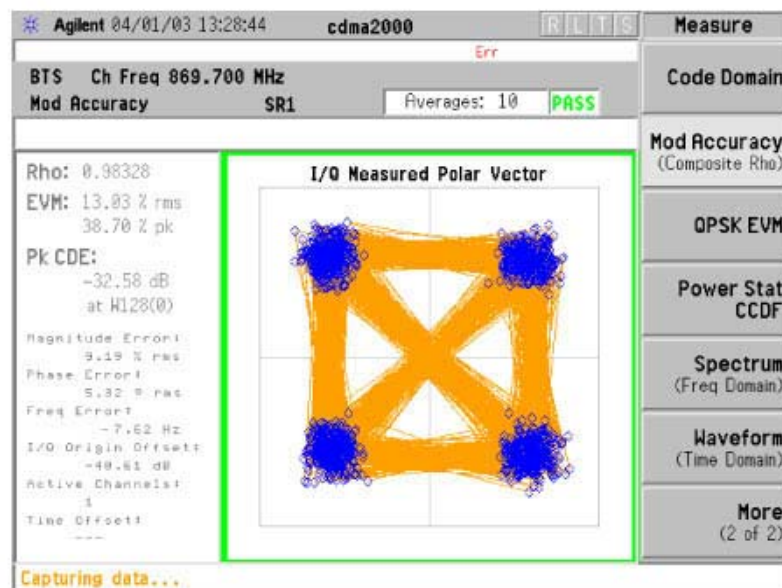 Agilent 04/01/03 13:28:44 cdma2000 R L T S Measure
Err
BTS Ch Freq 869.700 MHz
Mod Accuracy SR1 Averages: 10 PASS
Rho: 0.98328
EVM: 13.03 % rms
38.70 % pk
Pk CDE:
-32.58 dB
at W128(0)
Magnitude Error:
9.19 % rms
Phase Error:
5.32 º rms
Freq Error:
-7.62 Hz
I/Q Origin Offset:
-40.61 dB
Active Channels:
1
Time Offset:
---
I/Q Measured Polar Vector
Code Domain
Mod Accuracy
(Composite Rho)
QPSK EVM
Power Stat
CCDF
Spectrum
(Freq Domain)
Waveform
(Time Domain)
More
(2 of 2)
Capturing data...